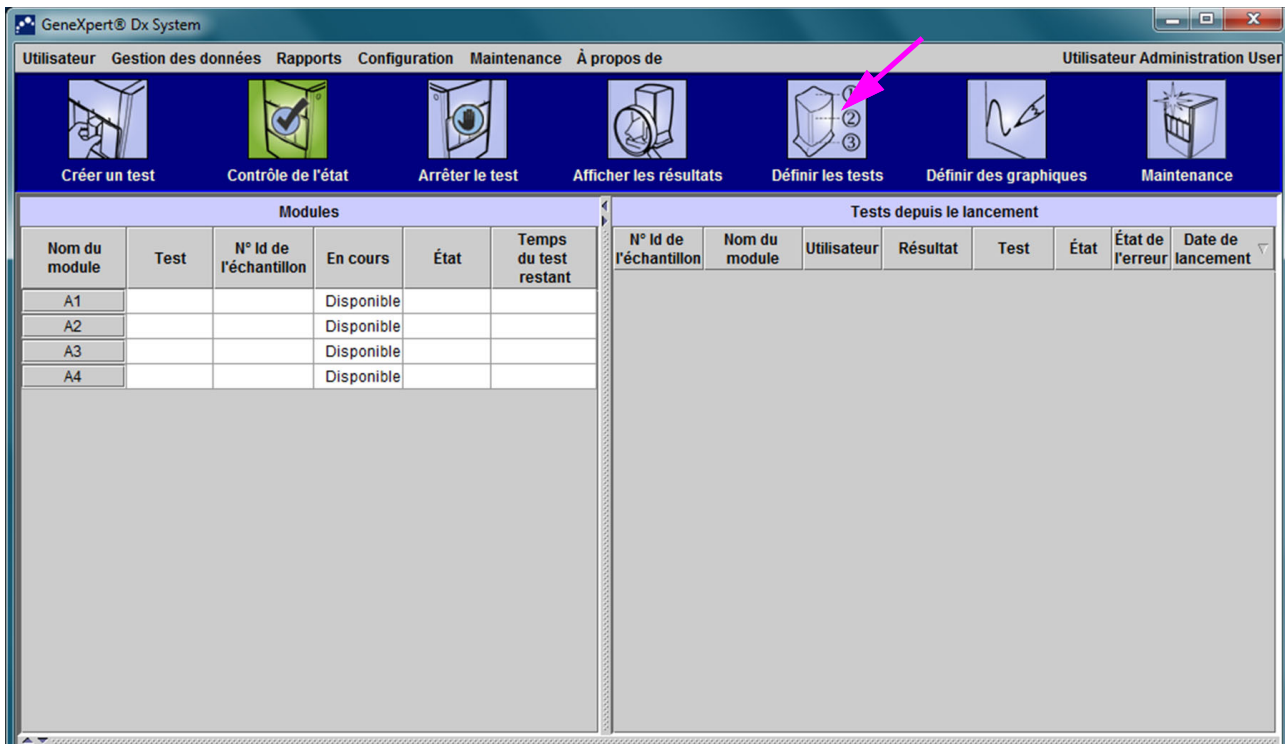 GeneXpert® Dx System
Utilisateur Gestion des données Rapports Configuration Maintenance À propos de Utilisateur Administration User
① ② ③
Créer un test Contrôle de l'état Arrêter le test Afficher les résultats Définir les tests Définir des graphiques Maintenance
Modules
Nom du module Test N° Id de l'échantillon En cours État Temps du test restant
A1 Disponible
A2 Disponible
A3 Disponible
A4 Disponible
Tests depuis le lancement
N° Id de l'échantillon Nom du module Utilisateur Résultat Test État État de l'erreur Date de lancement